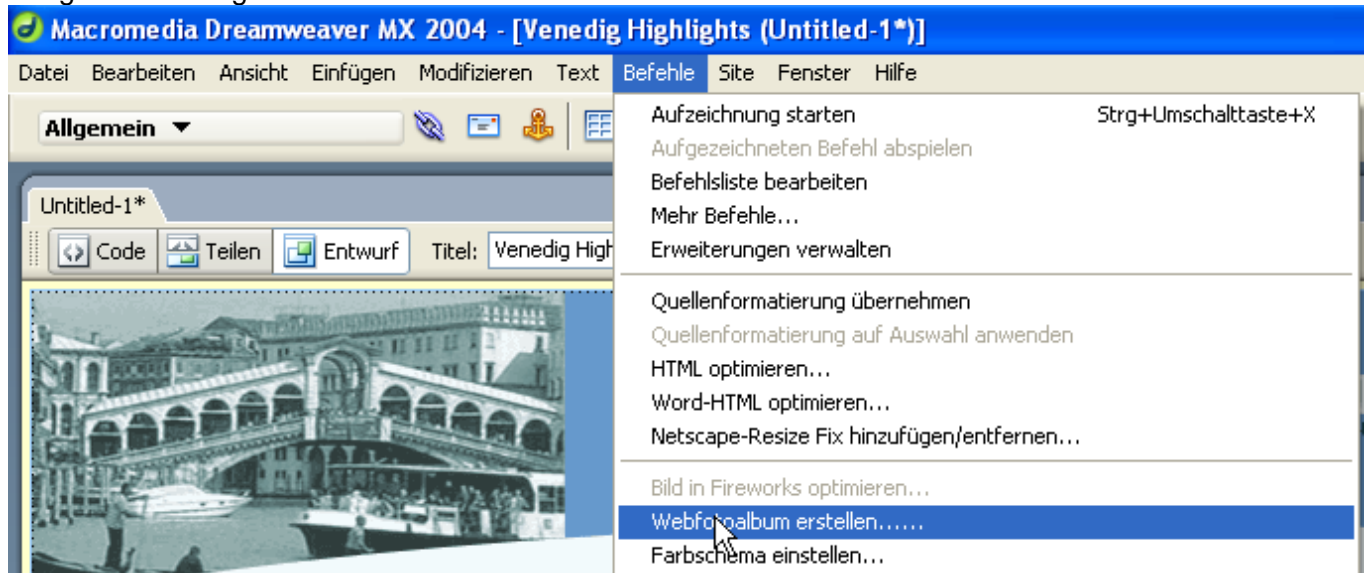 Macromedia Dreamweaver MX 2004 - [Venedig Highlights (Untitled-1*)]
Datei Bearbeiten Ansicht Einfügen Modifizieren Text Befehle Site Fenster Hilfe
Allgemein
Aufzeichnung starten Strg+Umschalttaste+X
Aufgezeichneten Befehl abspielen
Befehlsliste bearbeiten
Mehr Befehle...
Erweiterungen verwalten
Quellenformatierung übernehmen
Quellenformatierung auf Auswahl anwenden
HTML optimieren...
Word-HTML optimieren...
Netscape-Resize Fix hinzufügen/entfernen...
Bild in Fireworks optimieren...
Webfotoalbum erstellen......
Farbschema einstellen...
Untitled-1*
Code Teilen Entwurf Titel: Venedig High